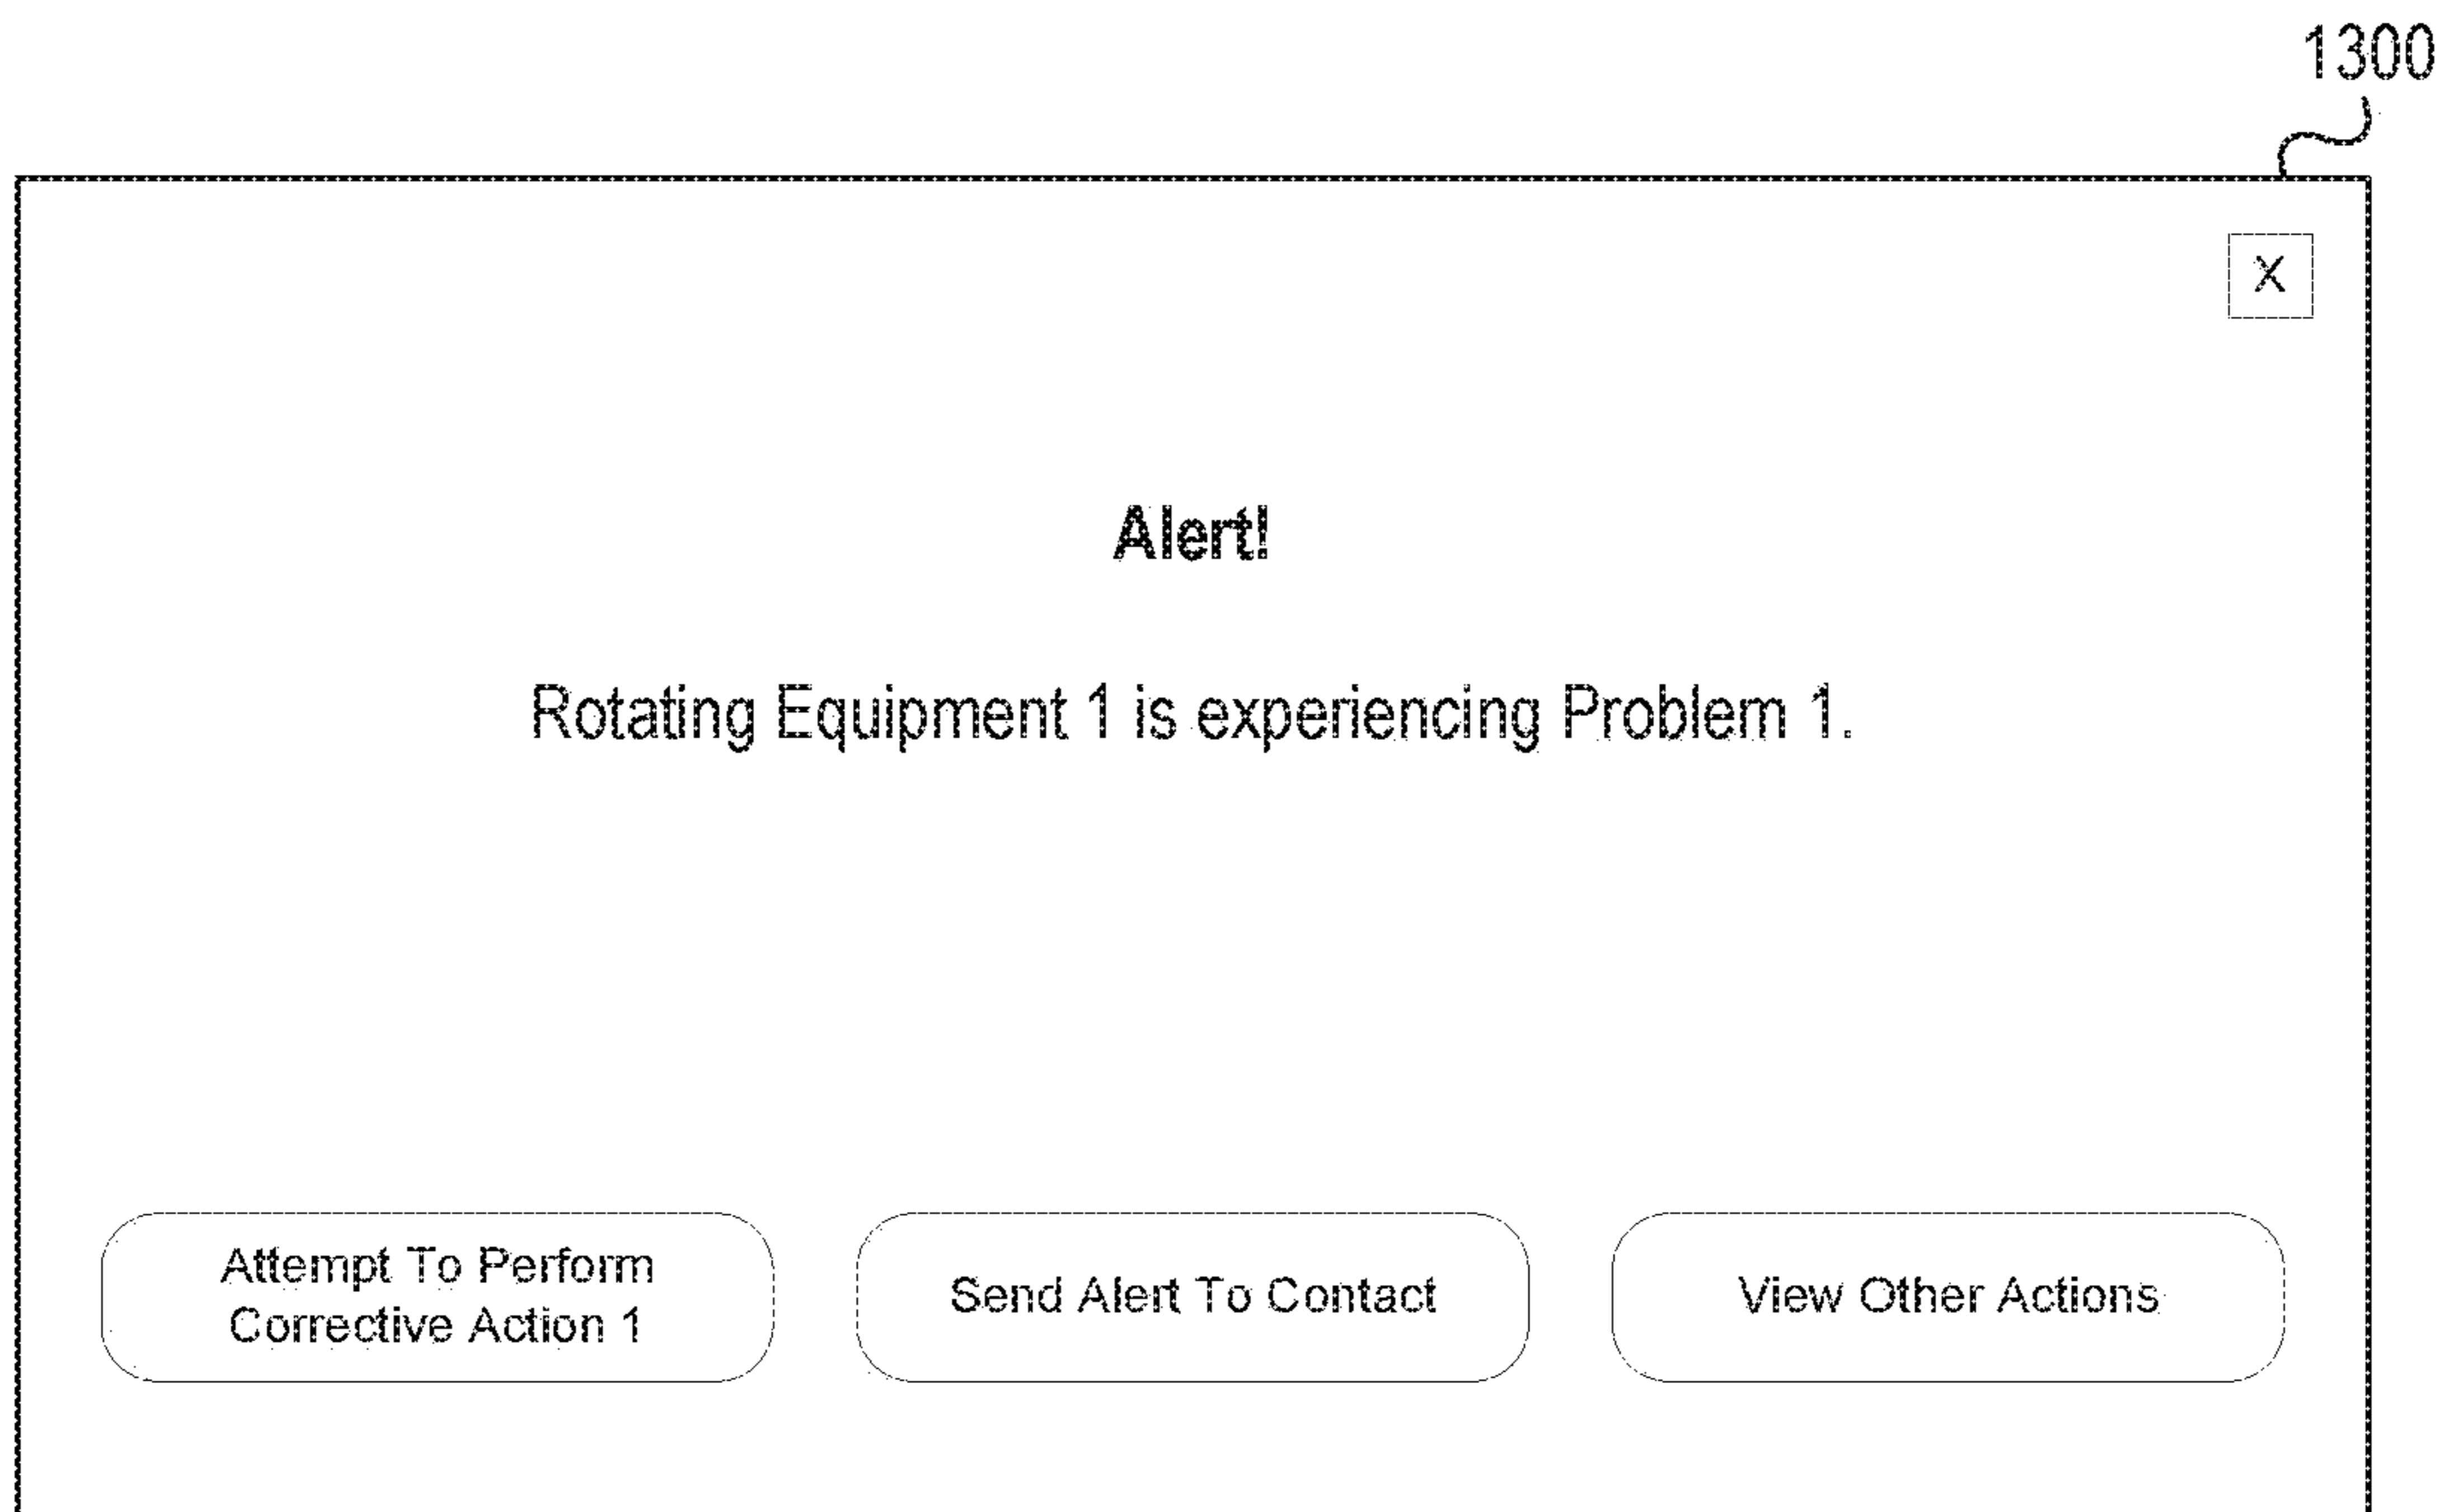 1300
X
Alert!
Rotating Equipment 1 is experiencing Problem 1.
Attempt To Perform
Corrective Action 1
Send Alert To Contact
View Other Actions